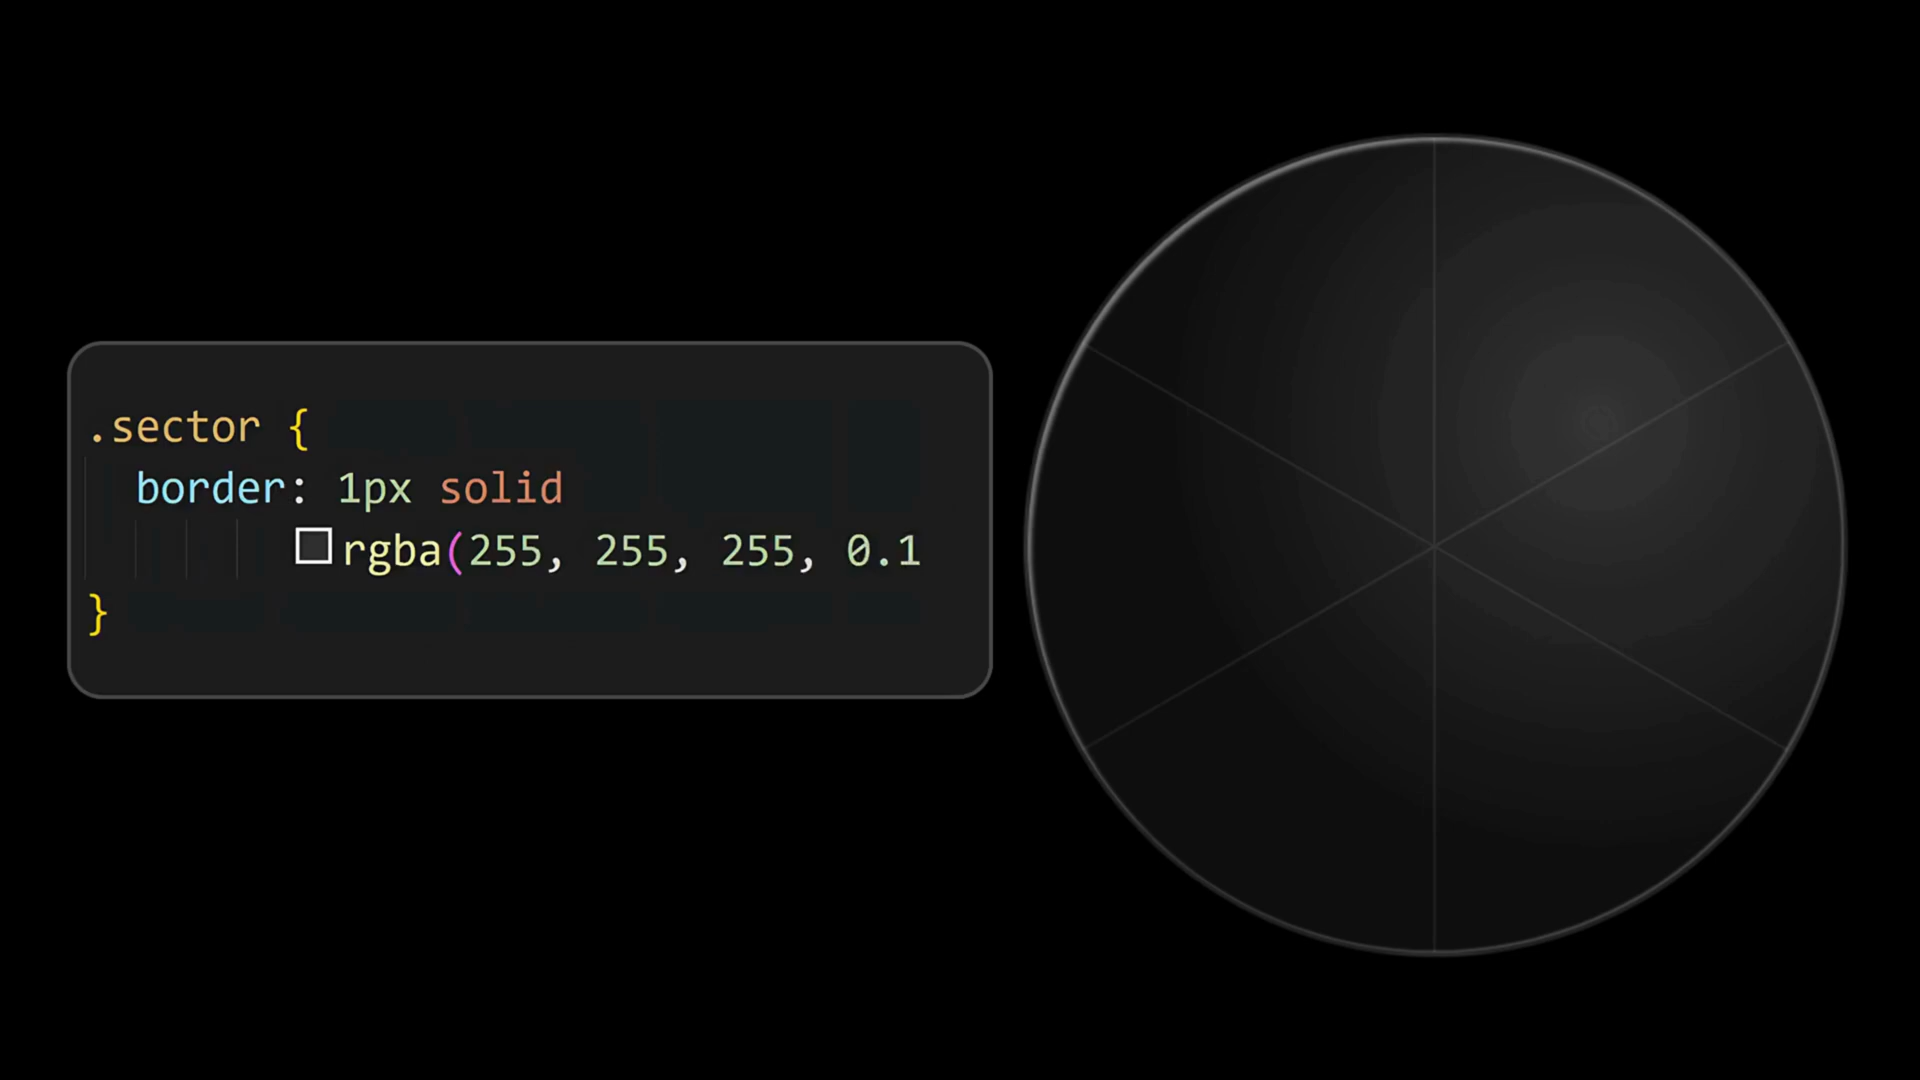 .sector {
border: 1px solid
rgba(255, 255, 255, 0.1
}